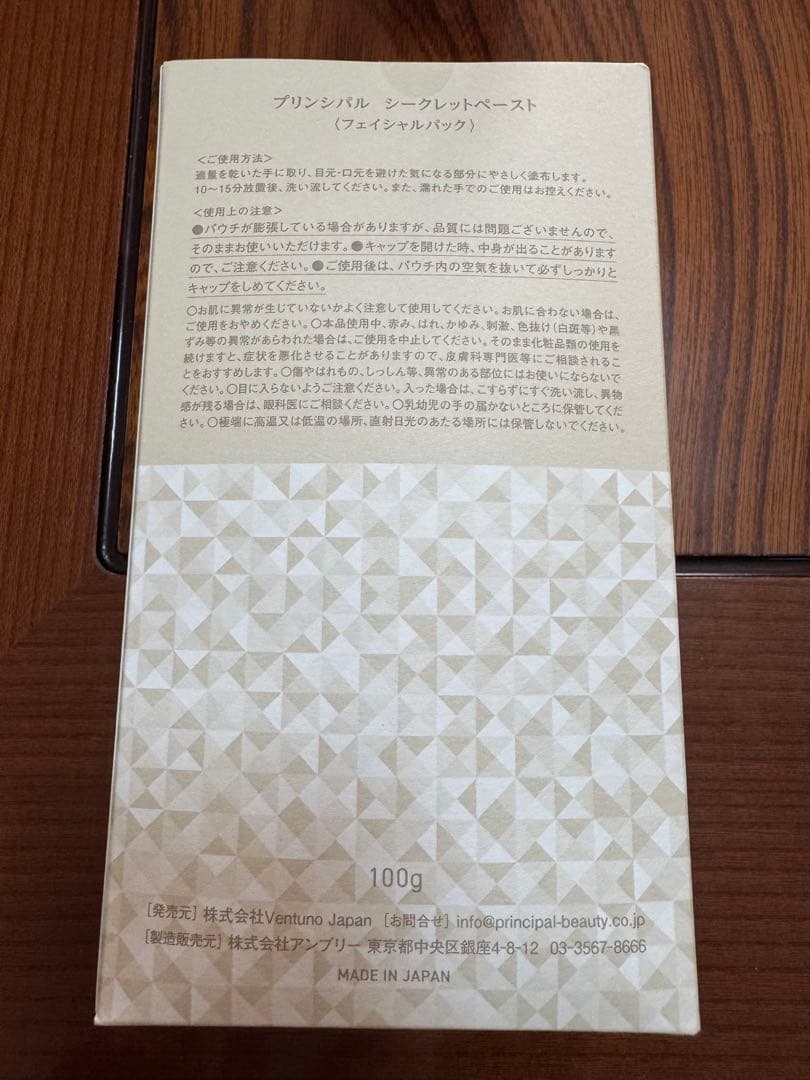 プリンシパル シークレットペースト
〈フェイシャルパック〉
<ご使用方法>
適量を乾いた手に取り、目元・口元を避けた気になる部分にやさしく塗布します。
10〜15分放置後、洗い流してください。また、濡れた手でのご使用はお控えください。
<使用上の注意>
●パウチが膨張している場合がありますが、品質には問題ございませんので、
そのままお使いいただけます。●キャップを開けた時、中身が出ることがあります
ので、ご注意ください。●ご使用後は、パウチ内の空気を抜いて必ずしっかりと
キャップをしめてください。
○お肌に異常が生じていないかよく注意して使用してください。お肌に合わない場合は、
ご使用をおやめください。○本品使用中、赤み、はれ、かゆみ、刺激、色抜け(白斑等)や黒
ずみ等の異常があらわれた場合は、ご使用を中止してください。そのまま化粧品類の使用を
続けますと、症状を悪化させることがありますので、皮膚科専門医等にご相談されるこ
とをおすすめします。○傷やはれもの、しっしん等、異常のある部位にはお使いにならないで
ください。○目に入らないようご注意ください。入った場合は、こすらずにすぐ洗い流し、異物
感が残る場合は、眼科医にご相談ください。○乳幼児の手の届かないところに保管してくだ
さい。○極端に高温又は低温の場所、直射日光のあたる場所には保管しないでください。
100g
[発売元] 株式会社Ventuno Japan [お問合せ] info@principal-beauty.co.jp
[製造販売元] 株式会社アンブリー 東京都中央区銀座4-8-12 03-3567-8666
MADE IN JAPAN